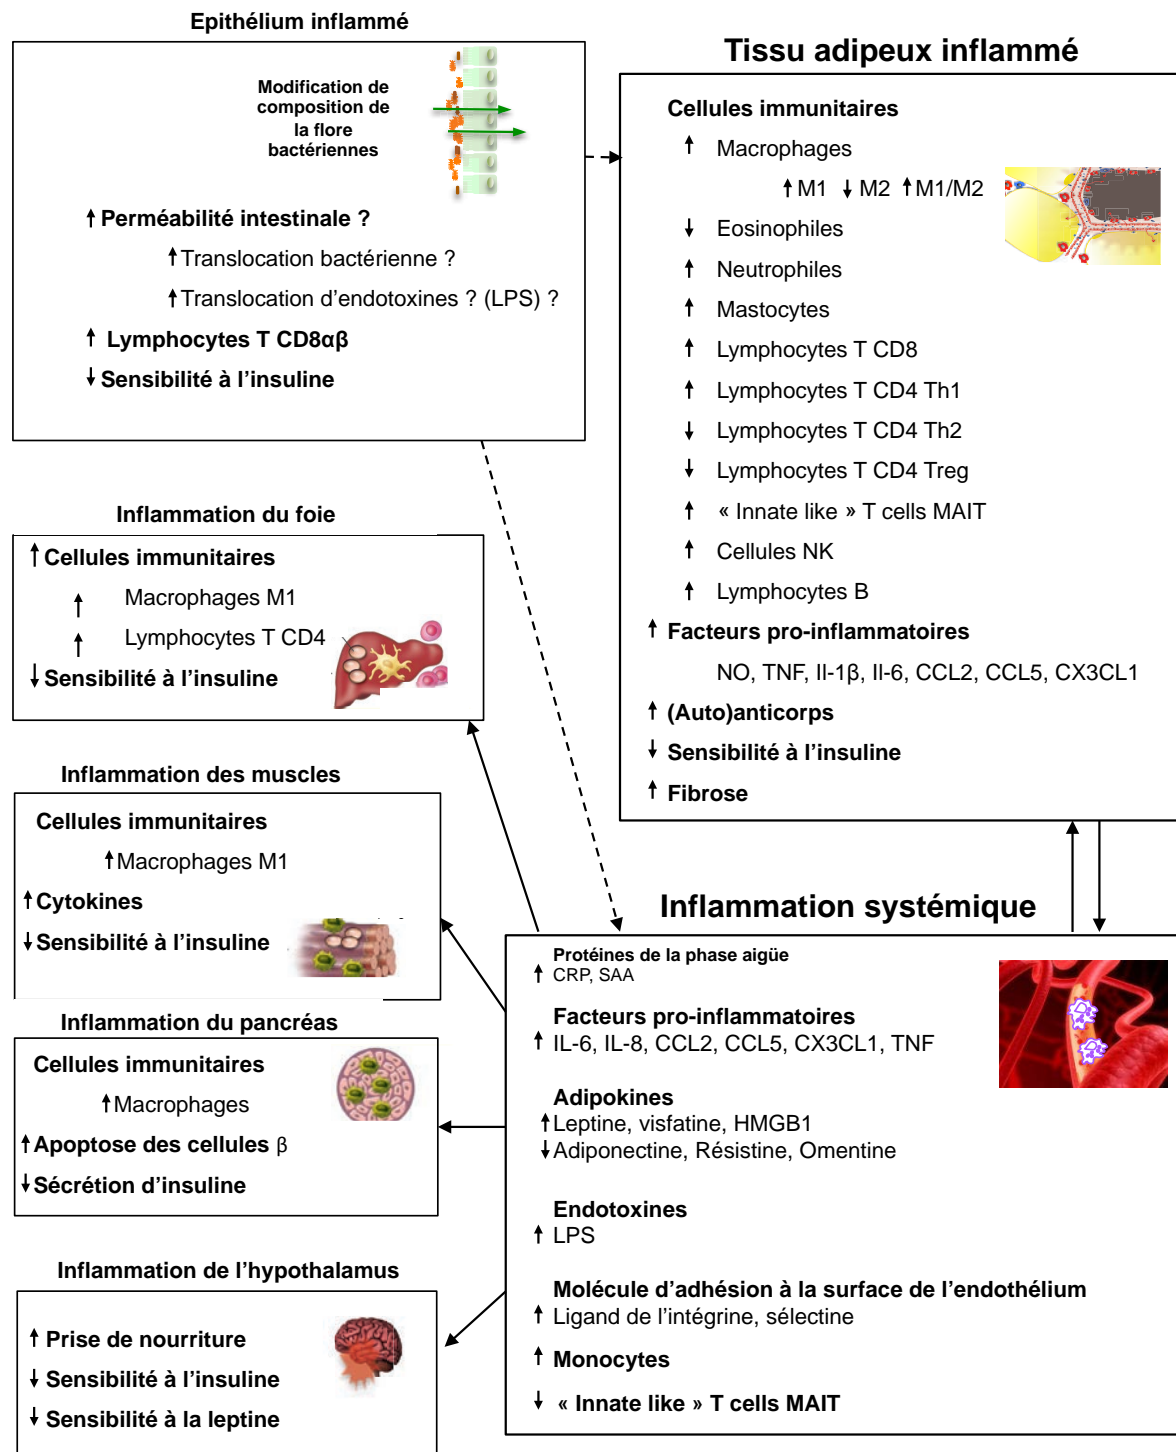 Epithélium inflammé
Modification de
composition de
la flore
bactériennes
↑ Perméabilité intestinale ?
↑ Translocation bactérienne ?
↑ Translocation d’endotoxines ? (LPS) ?
↑ Lymphocytes T CD8αβ
↓ Sensibilité à l’insuline
Tissu adipeux inflammé
Cellules immunitaires
↑ Macrophages
↑ M1 ↓ M2 ↑ M1/M2
↓ Eosinophiles
↑ Neutrophiles
↑ Mastocytes
↑ Lymphocytes T CD8
↑ Lymphocytes T CD4 Th1
↓ Lymphocytes T CD4 Th2
↓ Lymphocytes T CD4 Treg
↑ « Innate like » T cells MAIT
↑ Cellules NK
↑ Lymphocytes B
↑ Facteurs pro-inflammatoires
NO, TNF, Il-1β, Il-6, CCL2, CCL5, CX3CL1
↑ (Auto)anticorps
↓ Sensibilité à l’insuline
↑ Fibrose
Inflammation du foie
↑ Cellules immunitaires
↑ Macrophages M1
↑ Lymphocytes T CD4
↓ Sensibilité à l’insuline
Inflammation des muscles
Cellules immunitaires
↑ Macrophages M1
↑ Cytokines
↓ Sensibilité à l’insuline
Inflammation du pancréas
Cellules immunitaires
↑ Macrophages
↑ Apoptose des cellules β
↓ Sécrétion d’insuline
Inflammation de l’hypothalamus
↑ Prise de nourriture
↓ Sensibilité à l’insuline
↓ Sensibilité à la leptine
Inflammation systémique
Protéines de la phase aigüe
↑ CRP, SAA
Facteurs pro-inflammatoires
↑ IL-6, IL-8, CCL2, CCL5, CX3CL1, TNF
Adipokines
↑ Leptine, visfatine, HMGB1
↓ Adiponectine, Résistine, Omentine
Endotoxines
↑ LPS
Molécule d’adhésion à la surface de l’endothélium
↑ Ligand de l’intégrine, sélectine
↑ Monocytes
↓ « Innate like » T cells MAIT